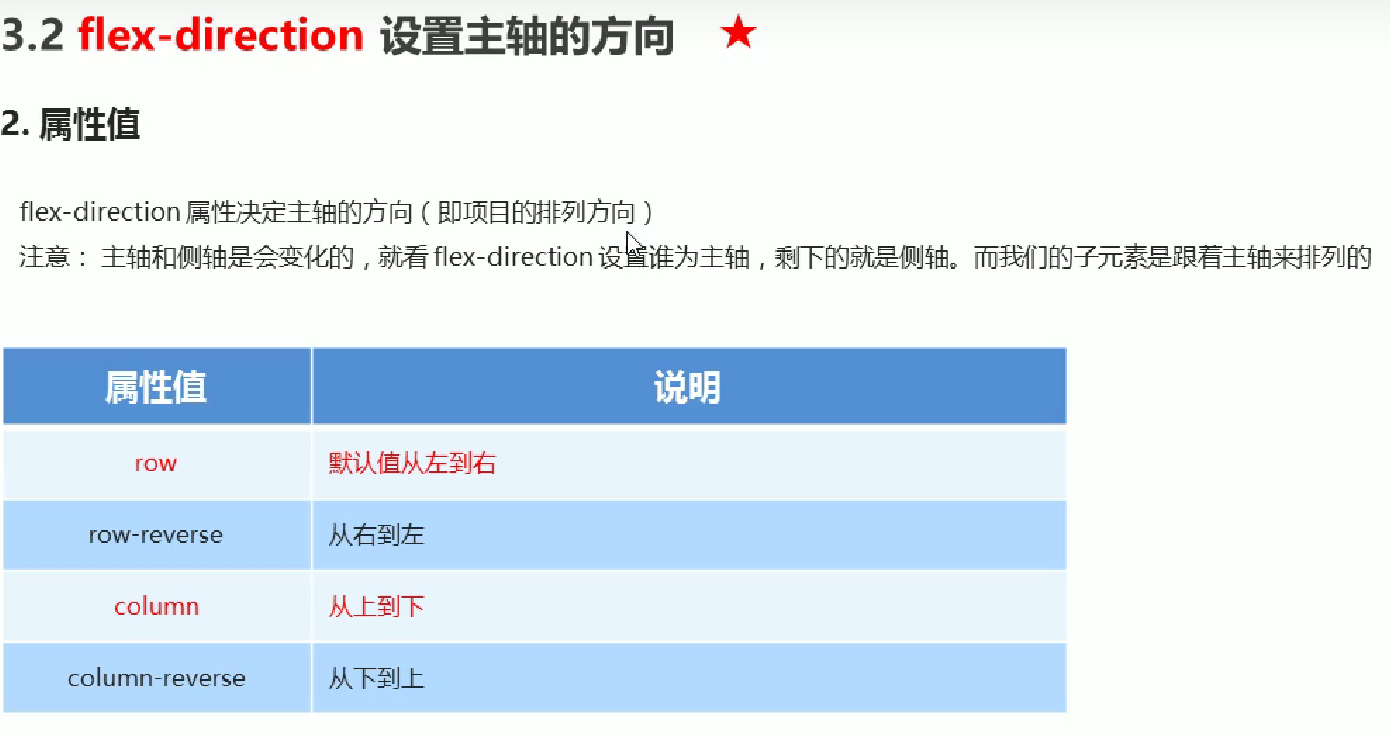 3.2 flex-direction 设置主轴的方向 ★
2. 属性值
flex-direction 属性决定主轴的方向（即项目的排列方向）
注意： 主轴和侧轴是会变化的，就看 flex-direction 设置谁为主轴，剩下的就是侧轴。而我们的子元素是跟着主轴来排列的
属性值 说明
row 默认值从左到右
row-reverse 从右到左
column 从上到下
column-reverse 从下到上